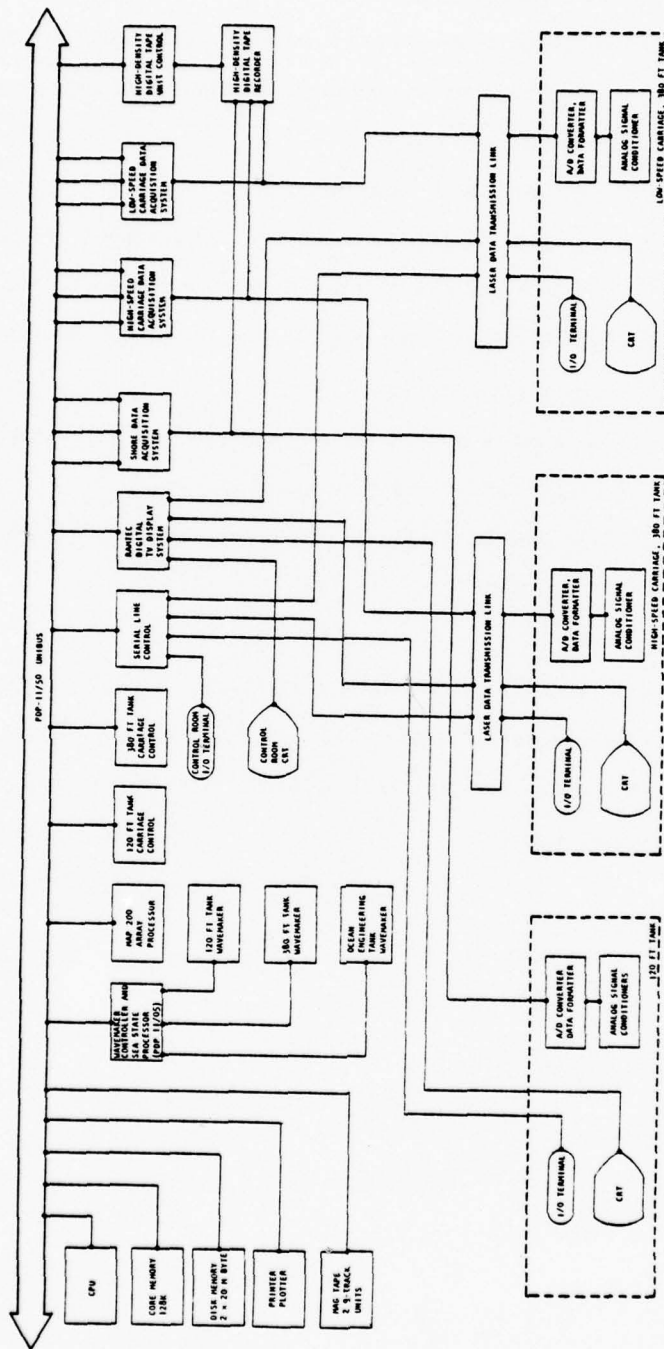 PDP-11/50 UNIBUS
CPU
CORE MEMORY
128K
DISK MEMORY
2 × 20 M BYTE
PRINTER
PLOTTER
MAG TAPE
2 9-TRACK
UNITS
WAVEMAKER
CONTROLLER AND
SEA STATE
PROCESSOR
(PDP 11/05)
120 FT TANK
WAVEMAKER
380 FT TANK
WAVEMAKER
OCEAN
ENGINEERING
TANK
WAVEMAKER
MAP 200
ARRAY
PROCESSOR
120 FT TANK
CARRIAGE
CONTROL
380 FT TANK
CARRIAGE
CONTROL
SERIAL LINE
CONTROL
CONTROL ROOM
I/O TERMINAL
RAMTEC
DIGITAL
TV DISPLAY
SYSTEM
CONTROL
ROOM
CRT
SHORE DATA
ACQUISITION
SYSTEM
HIGH-SPEED
CARRIAGE DATA
ACQUISITION
SYSTEM
LOW-SPEED
CARRIAGE DATA
ACQUISITION
SYSTEM
HIGH-DENSITY
DIGITAL TAPE
UNIT CONTROL
HIGH-DENSITY
DIGITAL TAPE
RECORDER
LASER DATA TRANSMISSION LINK
LASER DATA TRANSMISSION LINK
I/O TERMINAL
CRT
A/D CONVERTER
DATA FORMATTER
ANALOG SIGNAL
CONDITIONERS
120 FT TANK
I/O TERMINAL
CRT
A/D CONVERTER,
DATA FORMATTER
ANALOG SIGNAL
CONDITIONER
HIGH-SPEED CARRIAGE, 380 FT TANK
I/O TERMINAL
CRT
A/D CONVERTER,
DATA FORMATTER
ANALOG SIGNAL
CONDITIONER
LOW-SPEED CARRIAGE, 380 FT TANK